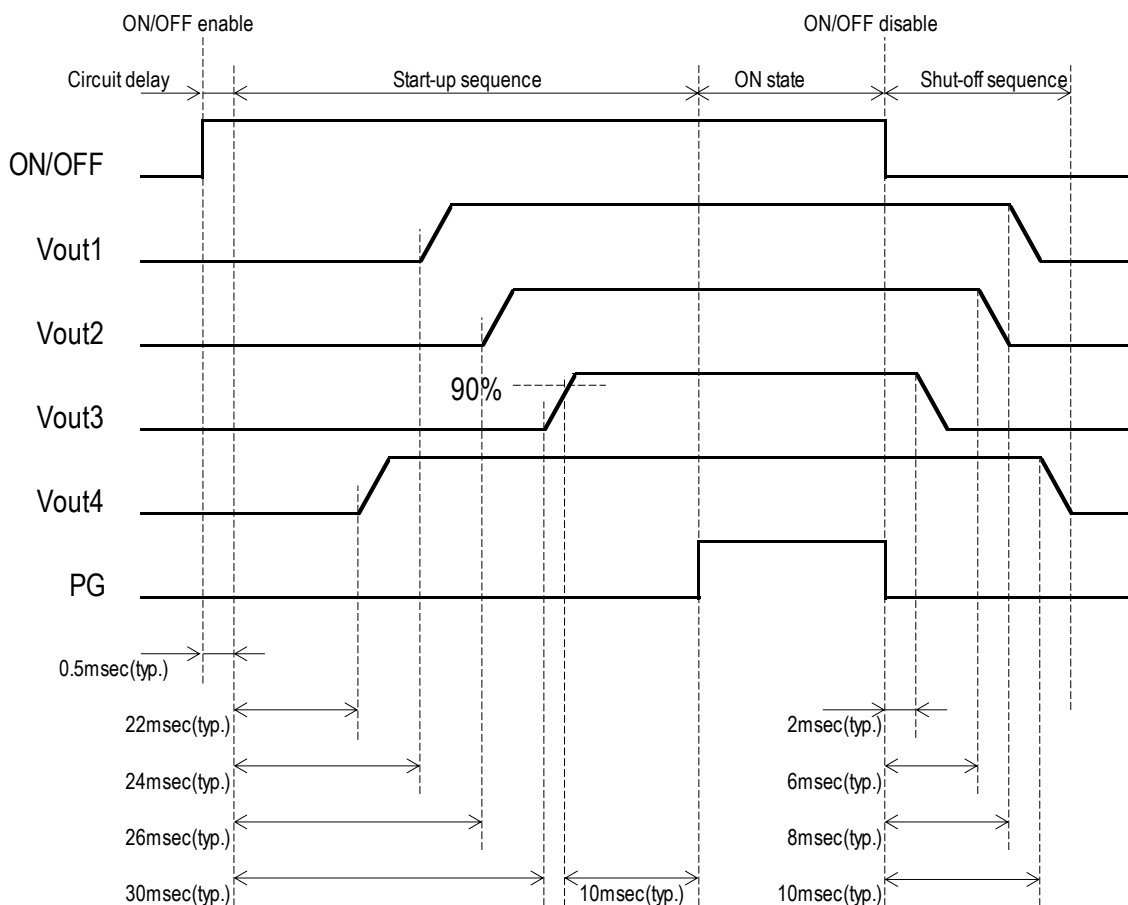 ON/OFF enable
ON/OFF disable
Circuit delay
Start-up sequence
ON state
Shut-off sequence
ON/OFF
Vout1
Vout2
90%
Vout3
Vout4
PG
0.5msec(typ.)
22msec(typ.)
2msec(typ.)
24msec(typ.)
6msec(typ.)
26msec(typ.)
8msec(typ.)
30msec(typ.)
10msec(typ.)
10msec(typ.)